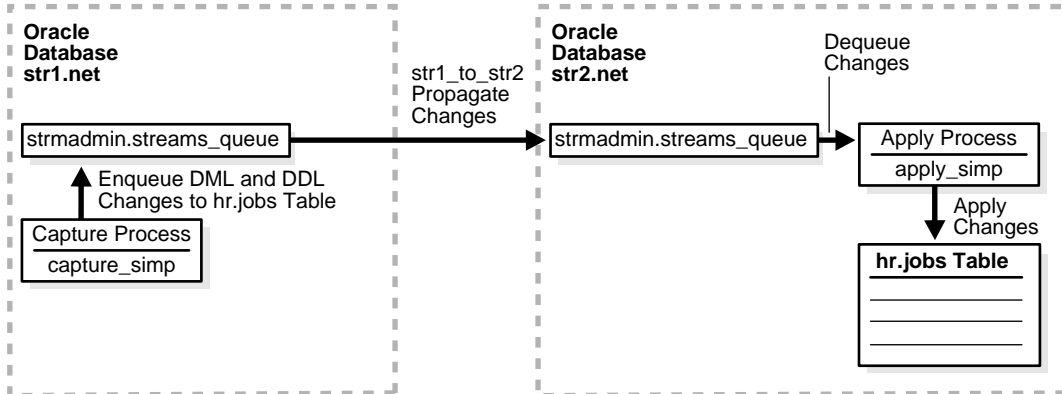 Oracle
Database
str1.net
strmadmin.streams_queue
Enqueue DML and DDL
Changes to hr.jobs Table
Capture Process
capture_simp
str1_to_str2
Propagate
Changes
Oracle
Database
str2.net
strmadmin.streams_queue
Dequeue
Changes
Apply Process
apply_simp
Apply
Changes
hr.jobs Table